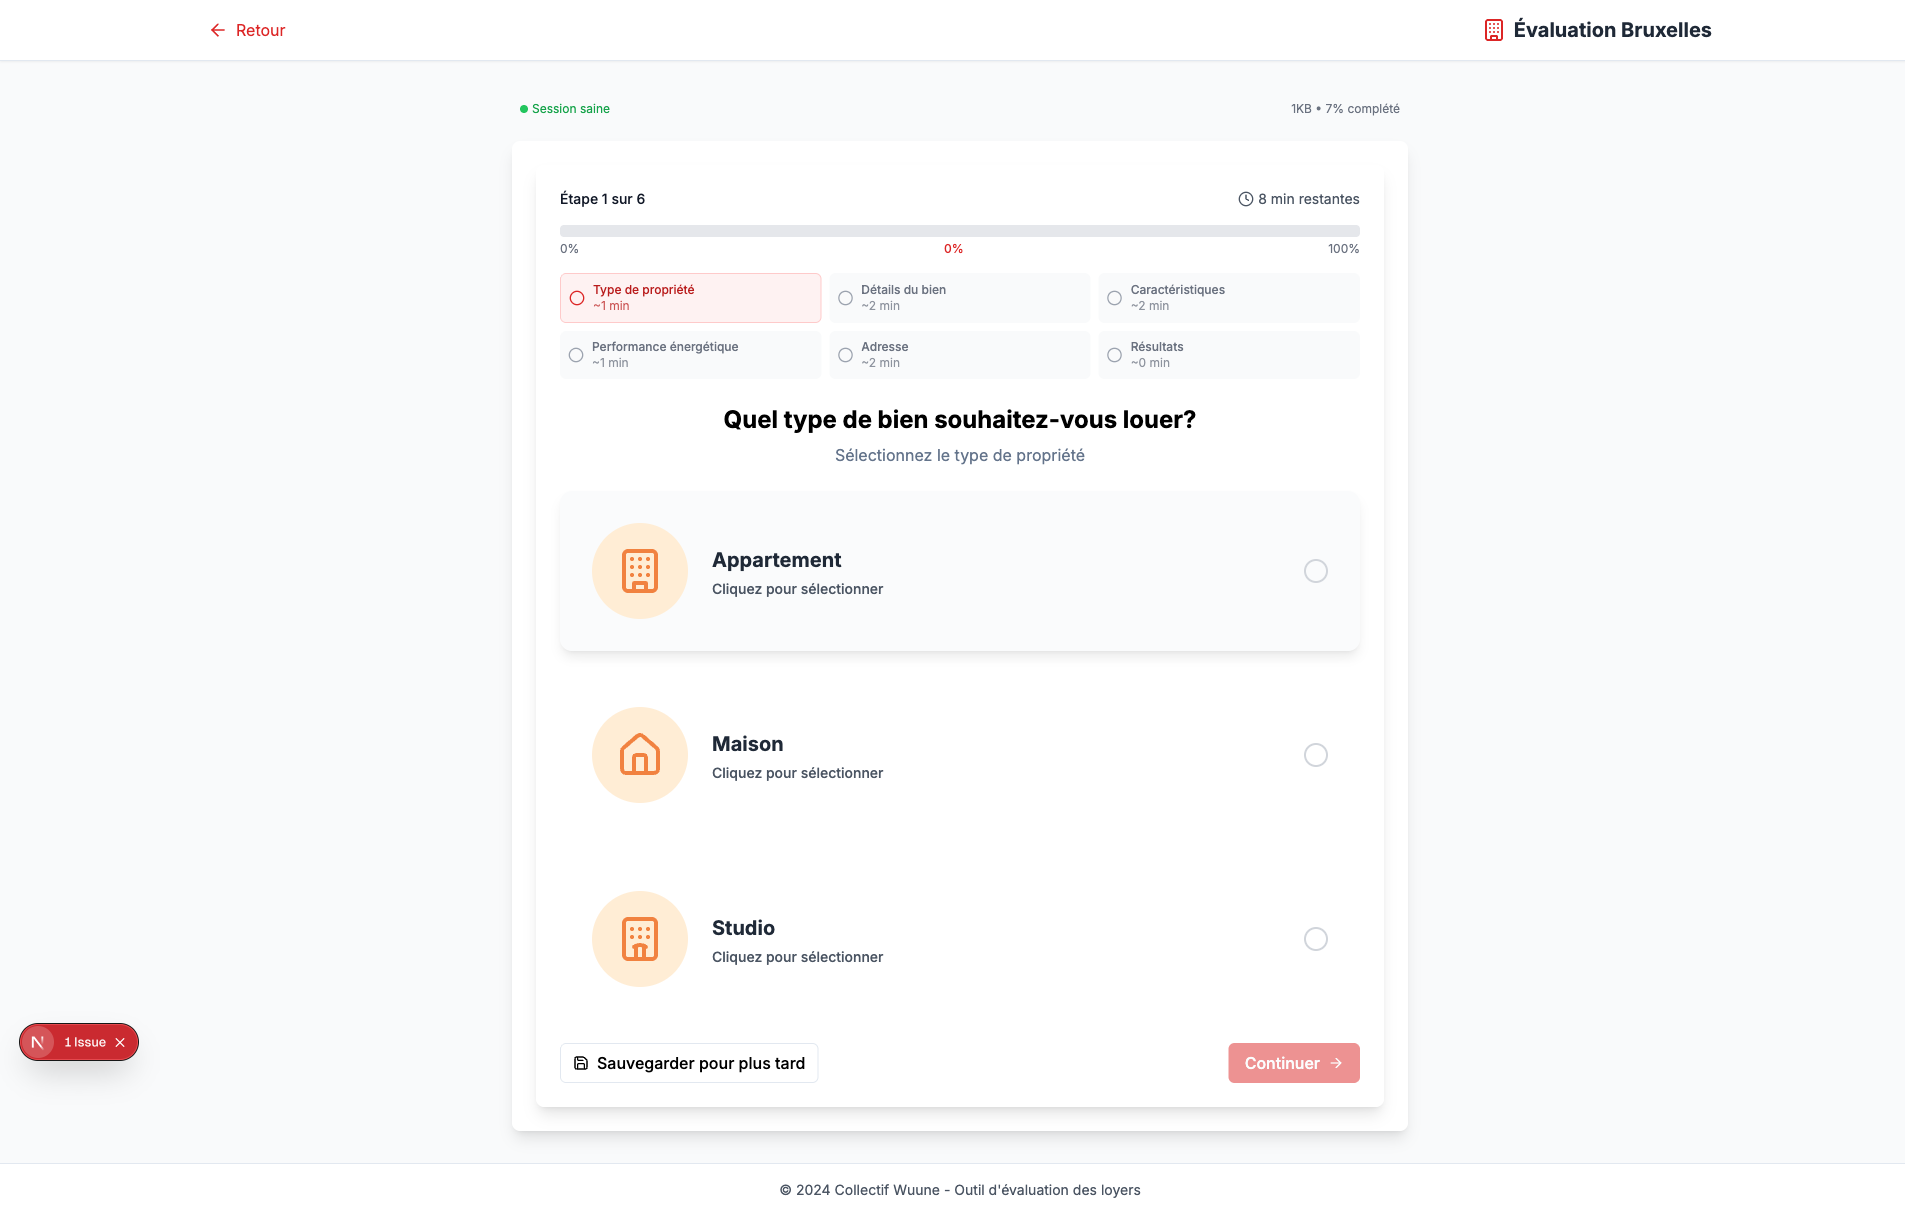 Retour
Évaluation Bruxelles
Session saine
1KB • 7% complété
Étape 1 sur 6
8 min restantes
0%
0%
100%
Type de propriété
~1 min
Détails du bien
~2 min
Caractéristiques
~2 min
Performance énergétique
~1 min
Adresse
~2 min
Résultats
~0 min
Quel type de bien souhaitez-vous louer?
Sélectionnez le type de propriété
Appartement
Cliquez pour sélectionner
Maison
Cliquez pour sélectionner
Studio
Cliquez pour sélectionner
N 1 Issue
Sauvegarder pour plus tard
Continuer
© 2024 Collectif Wuune - Outil d'évaluation des loyers